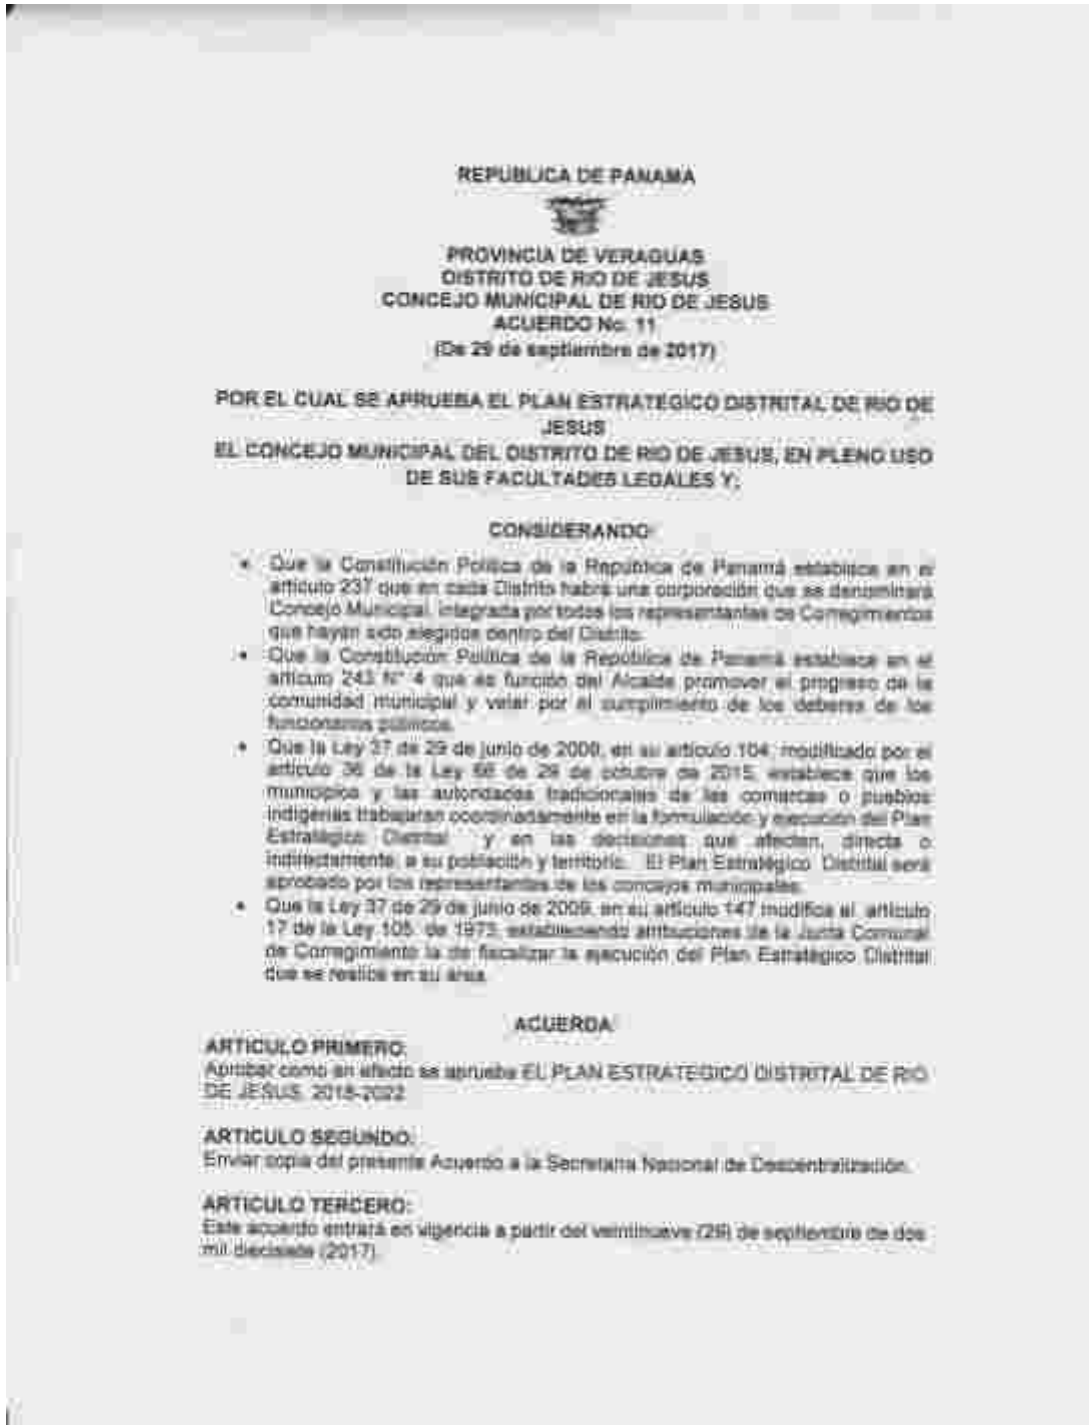 REPUBLICA DE PANAMA
PROVINCIA DE VERAGUAS
DISTRITO DE RIO DE JESUS
CONCEJO MUNICIPAL DE RIO DE JESUS
ACUERDO No. 11
(De 29 de septiembre de 2017)
POR EL CUAL SE APRUEBA EL PLAN ESTRATEGICO DISTRITAL DE RIO DE
JESUS
EL CONCEJO MUNICIPAL DEL DISTRITO DE RIO DE JESUS, EN PLENO USO
DE SUS FACULTADES LEGALES Y;
CONSIDERANDO:
• Que la Constitución Política de la República de Panamá establece en el
artículo 237 que en cada Distrito habrá una corporación que se denominará
Concejo Municipal, integrada por todos los representantes de Corregimientos
que hayan sido elegidos dentro del Distrito.
• Que la Constitución Política de la República de Panamá establece en el
artículo 243 N° 4 que es función del Alcalde promover el progreso de la
comunidad municipal y velar por el cumplimiento de los deberes de los
funcionarios públicos.
• Que la Ley 37 de 29 de junio de 2009, en su artículo 104, modificado por el
artículo 36 de la Ley 66 de 29 de octubre de 2015, establece que los
municipios y las autoridades tradicionales de las comarcas o pueblos
indígenas trabajaran coordinadamente en la formulación y ejecución del Plan
Estratégico Distrital y en las decisiones que afecten, directa o
indirectamente, a su población y territorio. El Plan Estratégico Distrital será
aprobado por los representantes de los concejos municipales.
• Que la Ley 37 de 29 de junio de 2009, en su artículo 147 modifica el artículo
17 de la Ley 105 de 1973, estableciendo atribuciones de la Junta Comunal
de Corregimiento la de fiscalizar la ejecución del Plan Estratégico Distrital
que se realice en su área.
ACUERDA:
ARTICULO PRIMERO:
Aprobar como en efecto se aprueba EL PLAN ESTRATEGICO DISTRITAL DE RIO
DE JESUS, 2018-2022
ARTICULO SEGUNDO:
Enviar copia del presente Acuerdo a la Secretaria Nacional de Descentralización.
ARTICULO TERCERO:
Este acuerdo entrará en vigencia a partir del veintinueve (29) de septiembre de dos
mil diecisiete (2017).